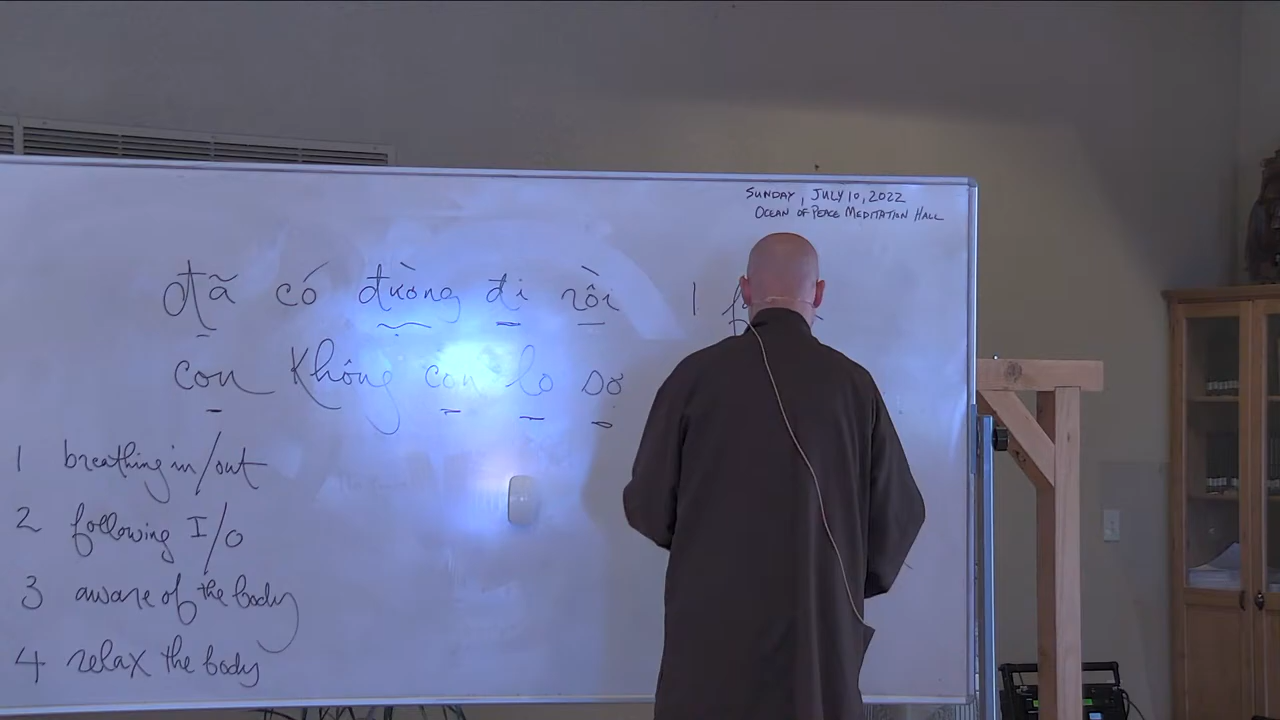 SUNDAY, JULY 10, 2022
OCEAN OF PEACE MEDITATION HALL
đã có đường đi rồi
con không còn lo sợ
1 breathing in/out
2 following I/O
3 aware of the body
4 relax the body
1